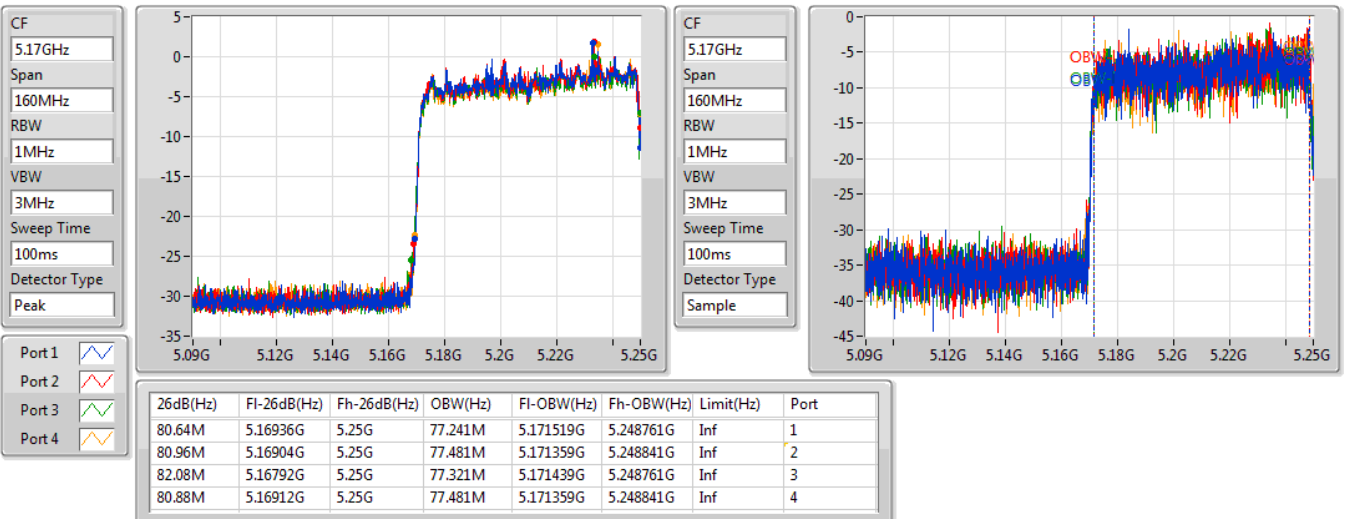 CF
5.17GHz
Span
160MHz
RBW
1MHz
VBW
3MHz
Sweep Time
100ms
Detector Type
Peak
Port 1
Port 2
Port 3
Port 4
5
0
-5
-10
-15
-20
-25
-30
-35
5.09G 5.12G 5.14G 5.16G 5.18G 5.2G 5.22G 5.25G
CF
5.17GHz
Span
160MHz
RBW
1MHz
VBW
3MHz
Sweep Time
100ms
Detector Type
Sample
0
-5
-10
-15
-20
-25
-30
-35
-40
-45
OBW
OBW
5.09G 5.12G 5.14G 5.16G 5.18G 5.2G 5.22G 5.25G
26dB(Hz) Fl-26dB(Hz) Fh-26dB(Hz) OBW(Hz) Fl-OBW(Hz) Fh-OBW(Hz) Limit(Hz) Port
80.64M 5.16936G 5.25G 77.241M 5.171519G 5.248761G Inf 1
80.96M 5.16904G 5.25G 77.481M 5.171359G 5.248841G Inf 2
82.08M 5.16792G 5.25G 77.321M 5.171439G 5.248761G Inf 3
80.88M 5.16912G 5.25G 77.481M 5.171359G 5.248841G Inf 4